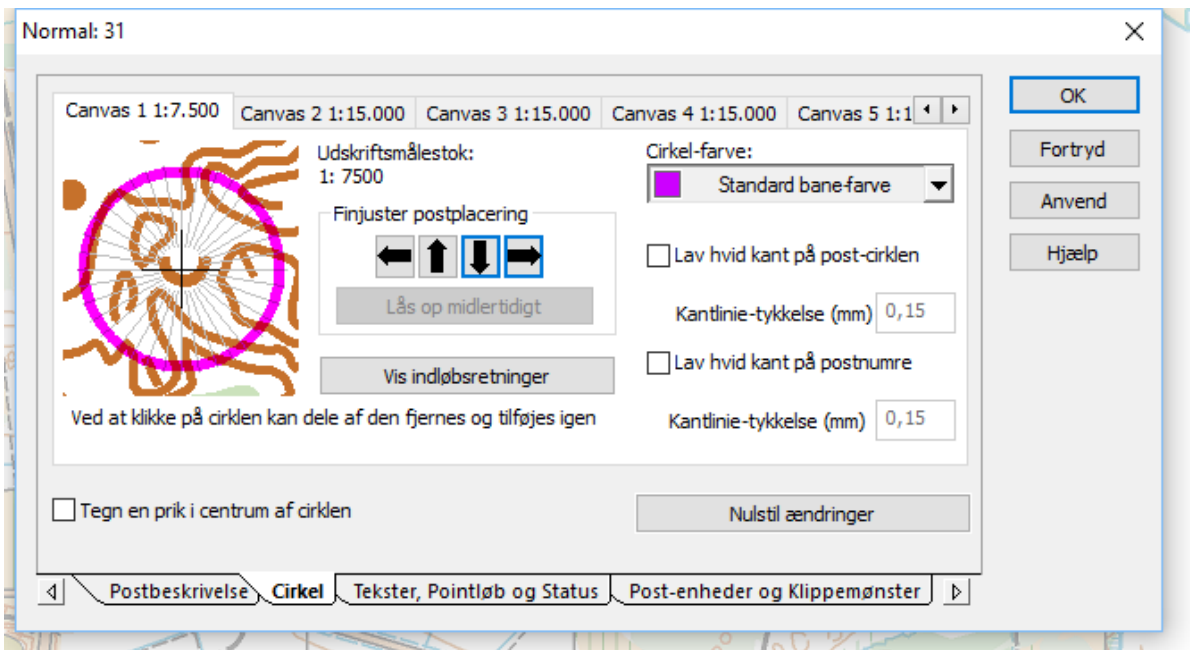 Normal: 31
OK
Fortryd
Anvend
Hjælp
Canvas 1 1:7.500
Canvas 2 1:15.000
Canvas 3 1:15.000
Canvas 4 1:15.000
Canvas 5 1:1
Udskriftsmålestok:
1: 7500
Finjuster postplacering
Lås op midlertidigt
Vis indløbsretninger
Ved at klikke på cirklen kan dele af den fjernes og tilføjes igen
Cirkel-farve:
Standard bane-farve
Lav hvid kant på post-cirklen
Kantlinie-tykkelse (mm) 0,15
Lav hvid kant på postnumre
Kantlinie-tykkelse (mm) 0,15
Tegn en prik i centrum af cirklen
Nulstil ændringer
Postbeskrivelse
Cirkel
Tekster, Pointløb og Status
Post-enheder og Klippemønster